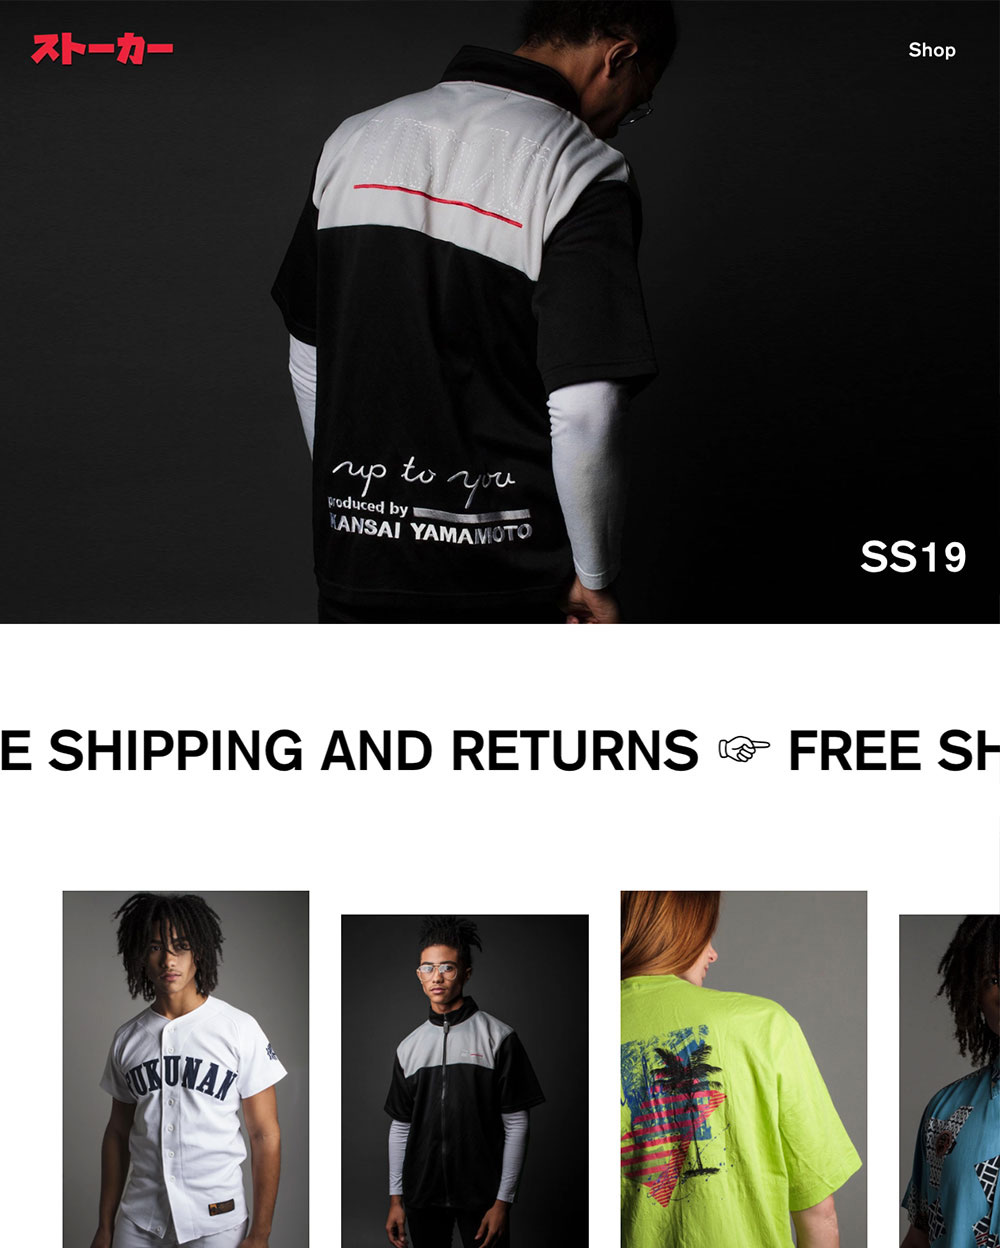 ストーカー
Shop
up to you
produced by
KANSAI YAMAMOTO
SS19
E SHIPPING AND RETURNS ☞ FREE SH